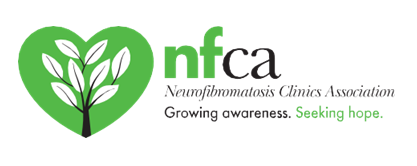 nfca
Neurofibromatosis Clinics Association
Growing awareness. Seeking hope.